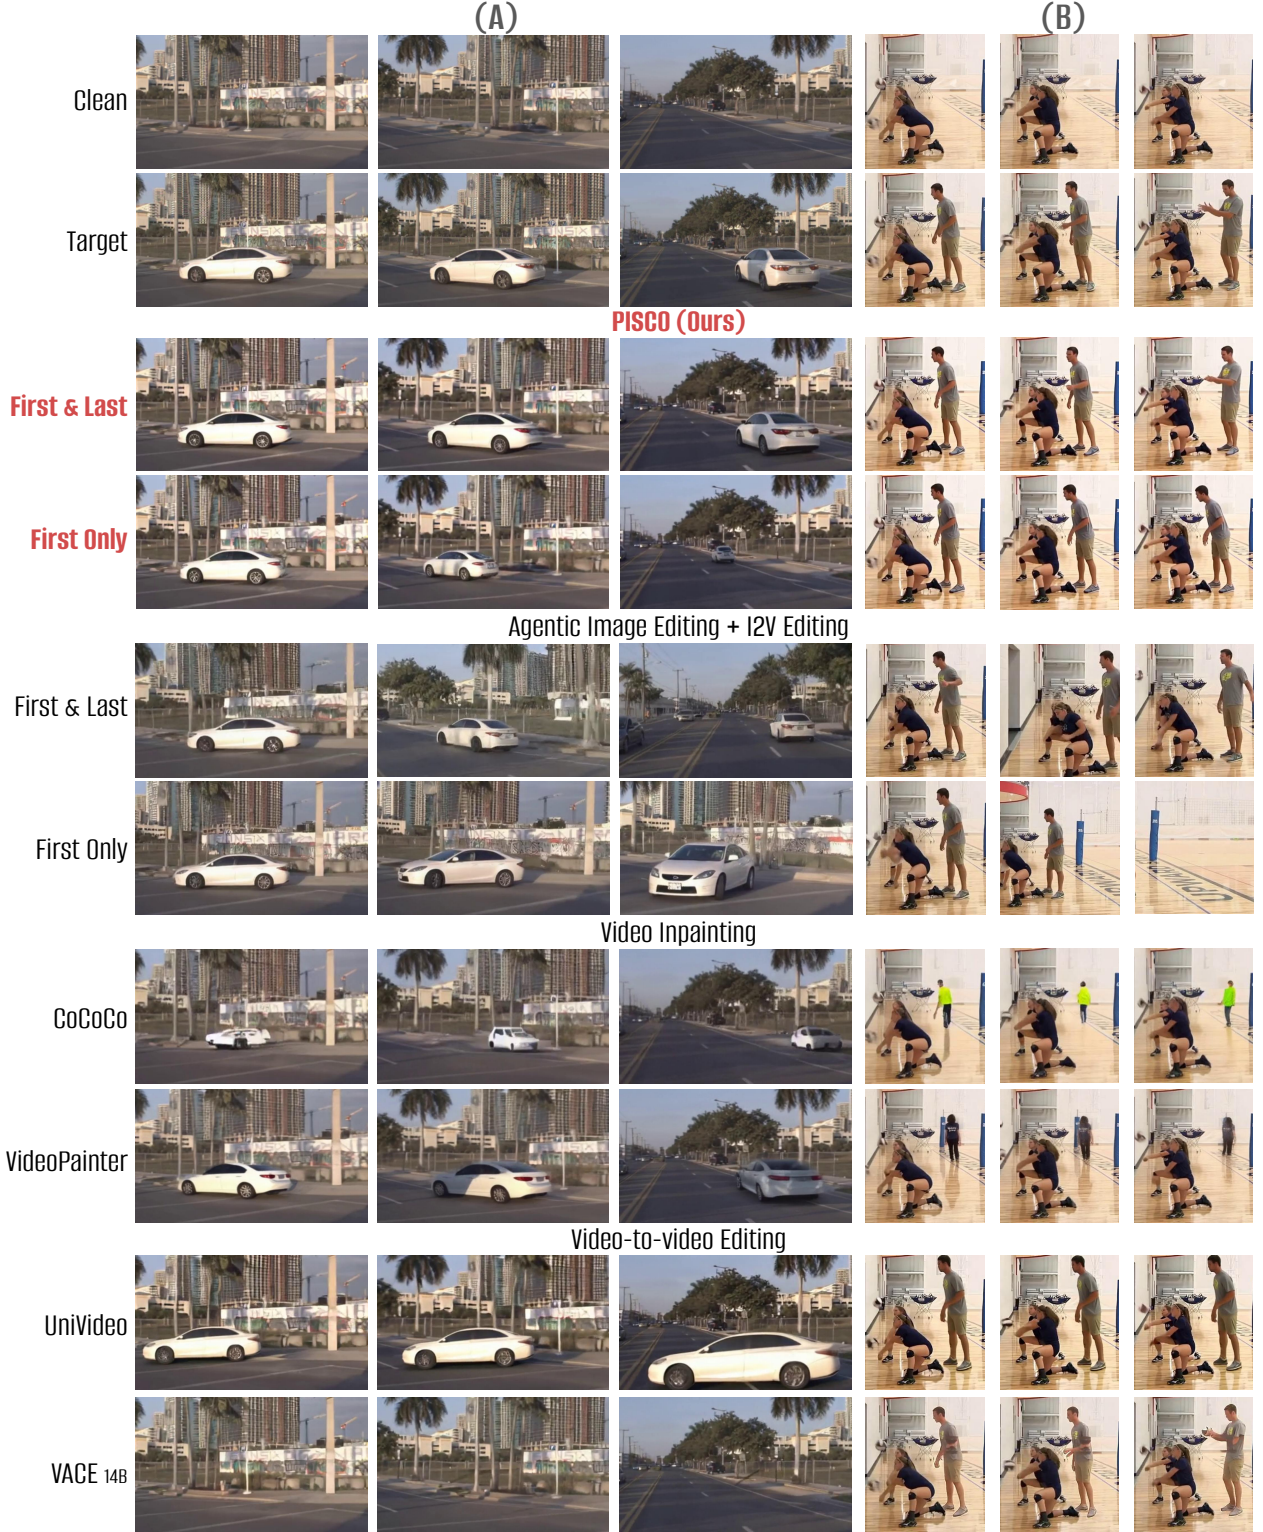 (A) (B)
Clean
Target
PISCO (Ours)
First & Last
First Only
Agentic Image Editing + I2V Editing
First & Last
First Only
Video Inpainting
CoCoCo
VideoPainter
Video-to-video Editing
UniVideo
VACE 14B